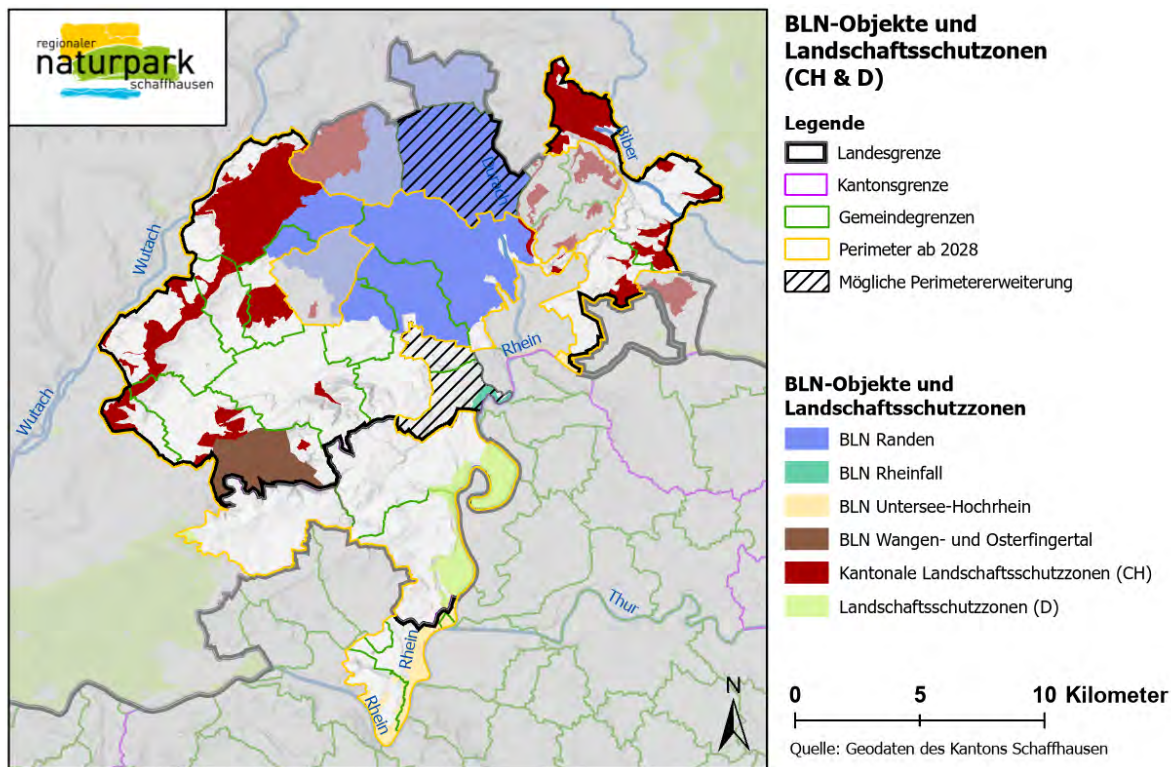 regionaler
naturpark
schaffhausen
Wutach
Wutach
Durach
Biber
Rhein
Thur
Rhein
Rhein
N
BLN-Objekte und
Landschaftsschutzonen
(CH & D)
Legende
Landesgrenze
Kantonsgrenze
Gemeindegrenzen
Perimeter ab 2028
Mögliche Perimetererweiterung
BLN-Objekte und
Landschaftsschutzzonen
BLN Randen
BLN Rheinfall
BLN Untersee-Hochrhein
BLN Wangen- und Osterfingertal
Kantonale Landschaftsschutzzonen (CH)
Landschaftsschutzzonen (D)
0 5 10 Kilometer
Quelle: Geodaten des Kantons Schaffhausen